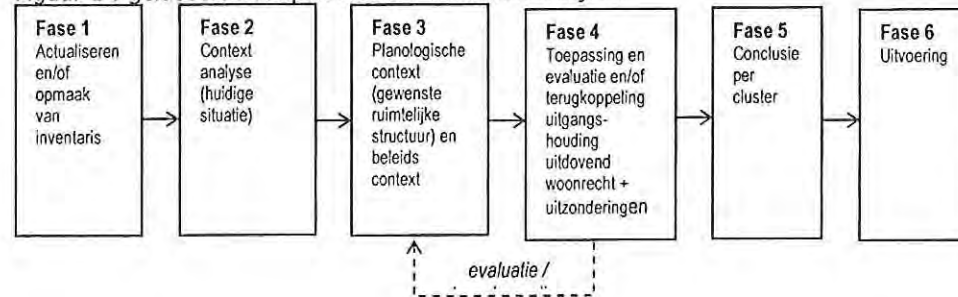 Fase 1
Actualiseren
en/of
opmaak
van
inventaris
Fase 2
Context
analyse
(huidige
situatie)
Fase 3
Planologische
context
(gewenste
ruimtelijke
structuur) en
beleids
context
Fase 4
Toepassing en
evaluatie en/of
terugkoppeling
uitgangs-
houding
uitdovend
woonrecht +
uitzonderingen
Fase 5
Conclusie
per
cluster
Fase 6
Uitvoering
evaluatie /